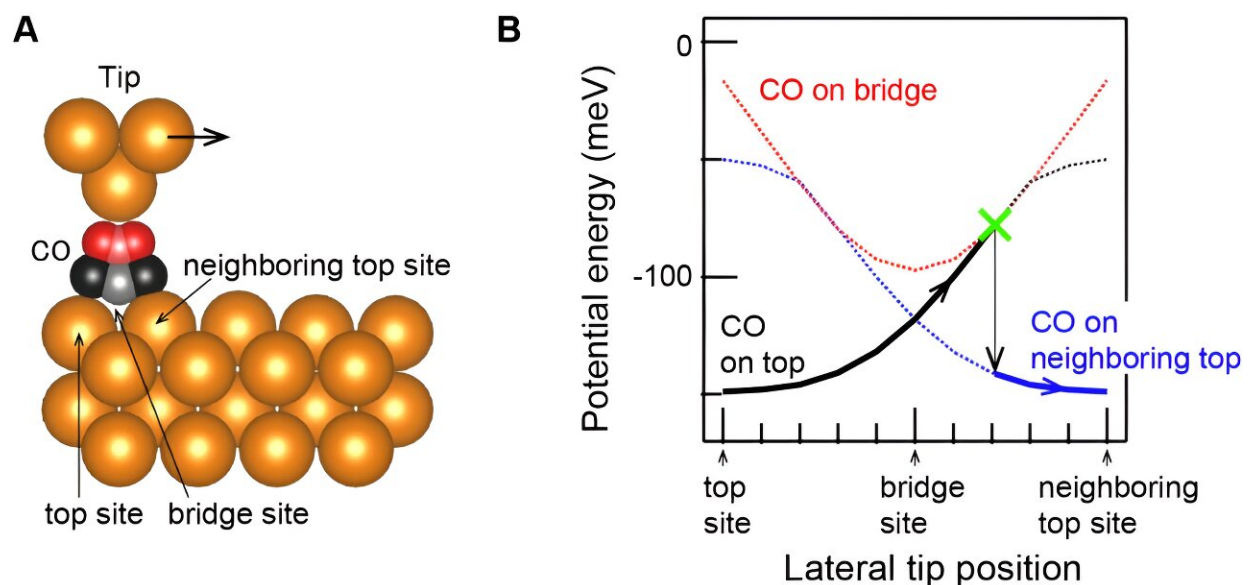 A
Tip
CO
neighboring top site
top site
bridge site
B
Potential energy (meV)
0
-100
CO on bridge
CO
on top
CO on
neighboring top
top
site
bridge
site
neighboring
top site
Lateral tip position